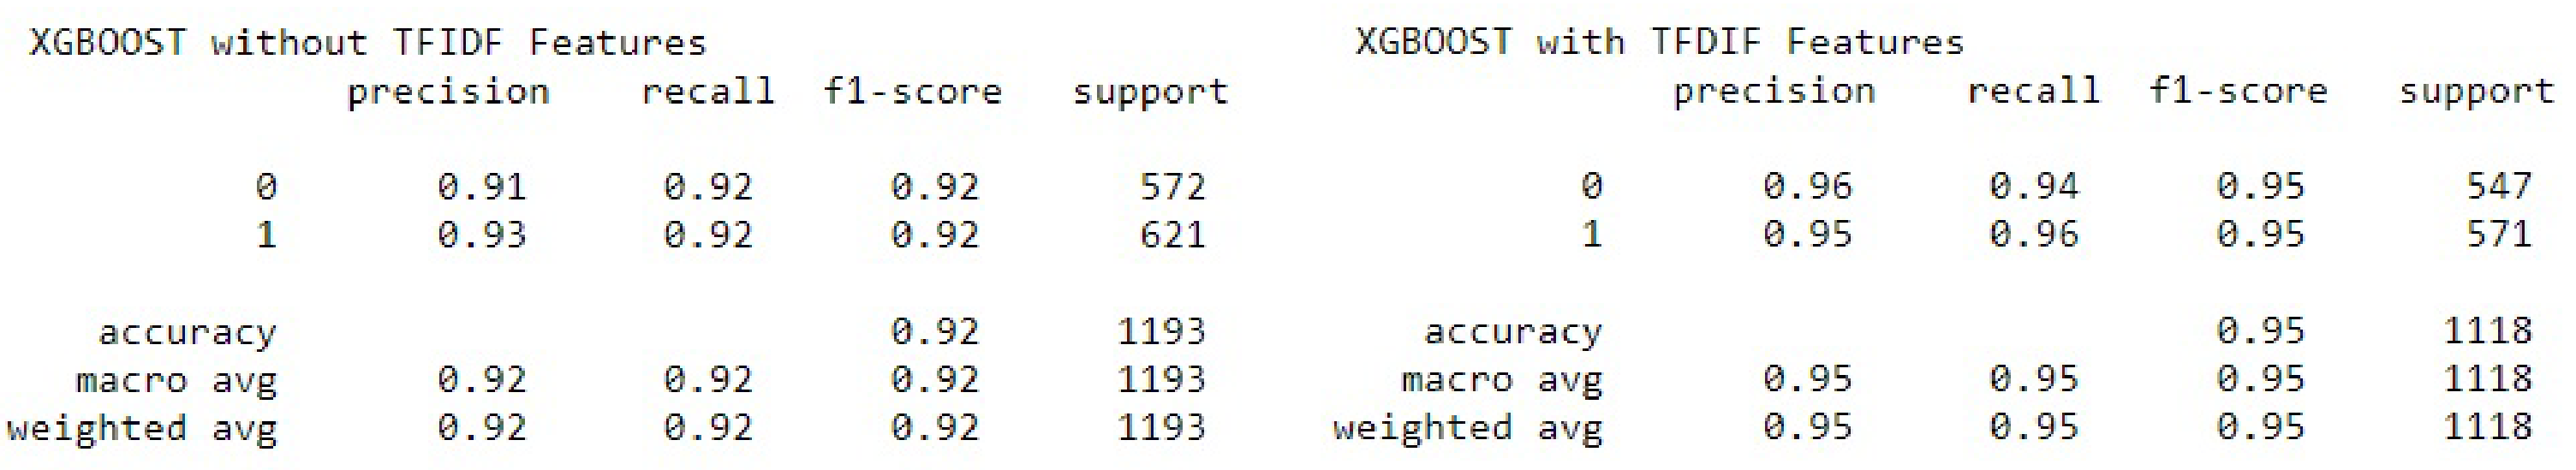 XGBOOST without TFIDF Features
precision recall f1-score support
0 0.91 0.92 0.92 572
1 0.93 0.92 0.92 621
accuracy 0.92 1193
macro avg 0.92 0.92 0.92 1193
weighted avg 0.92 0.92 0.92 1193
XGBOOST with TFDIF Features
precision recall f1-score support
0 0.96 0.94 0.95 547
1 0.95 0.96 0.95 571
accuracy 0.95 1118
macro avg 0.95 0.95 0.95 1118
weighted avg 0.95 0.95 0.95 1118